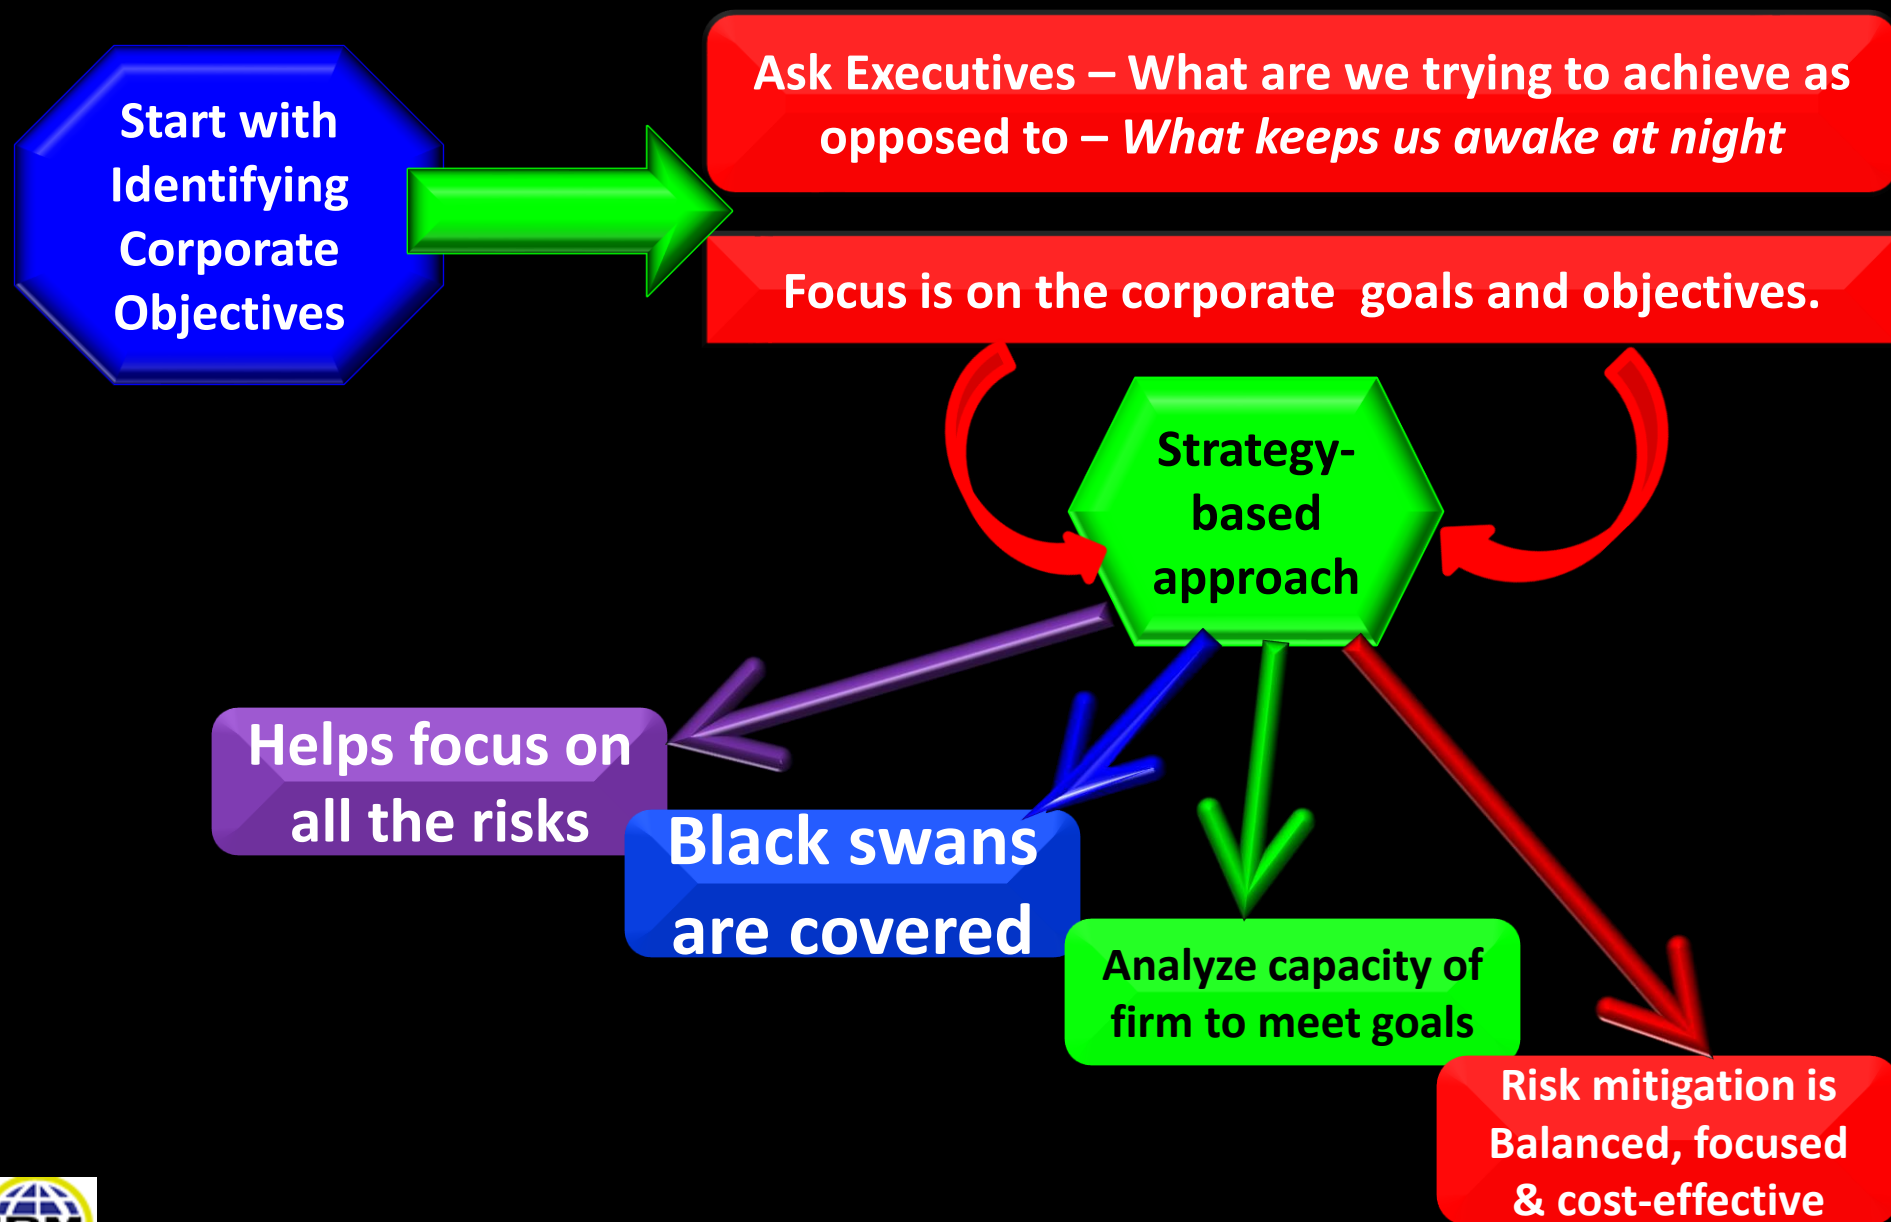 Start with
Identifying
Corporate
Objectives
Ask Executives – What are we trying to achieve as
opposed to – What keeps us awake at night
Focus is on the corporate  goals and objectives.
Strategy-
based
approach
Helps focus on
all the risks
Black swans
are covered
Analyze capacity of
firm to meet goals
Risk mitigation is
Balanced, focused
& cost-effective